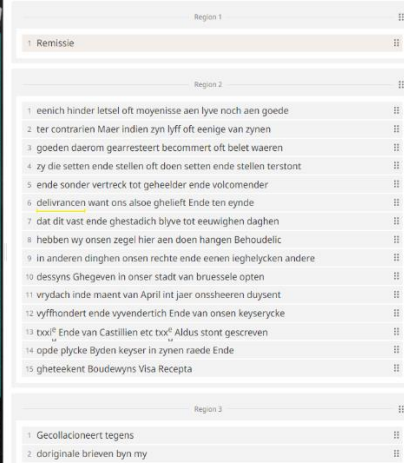 Region 1
1 Remissie
Region 2
1 eenich hinder letsel oft moyenisse aen lyve noch aen goede
2 ter contrarien Maer indien zyn lyff oft eenige van zynen
3 goeden daerom gearresteert becommert oft belet waeren
4 zy die setten ende stellen oft doen setten ende stellen terstont
5 ende sonder vertreck tot geheelder ende volcomender
6 delivrancen want ons alsoe ghelieft Ende ten eynde
7 dat dit vast ende ghestadich blyve tot eeuwighen daghen
8 hebben wy onsen zegel hier aen doen hangen Behoudelic
9 in anderen dinghen onsen rechte ende eenen ieghelycken andere
10 dessyns Ghegeven in onser stadt van bruessele opten
11 vrydach inde maent van April int jaer onssheeren duysent
12 vyffhondert ende vyvendertich Ende van onsen keyserycke
13 txxiᵉ Ende van Castillien etc txxᵉ Aldus stont gescreven
14 opde plycke Byden keyser in zynen raede Ende
15 gheteekent Boudewyns Visa Recepta
Region 3
1 Gecollacioneert tegens
2 doriginale brieven byn my